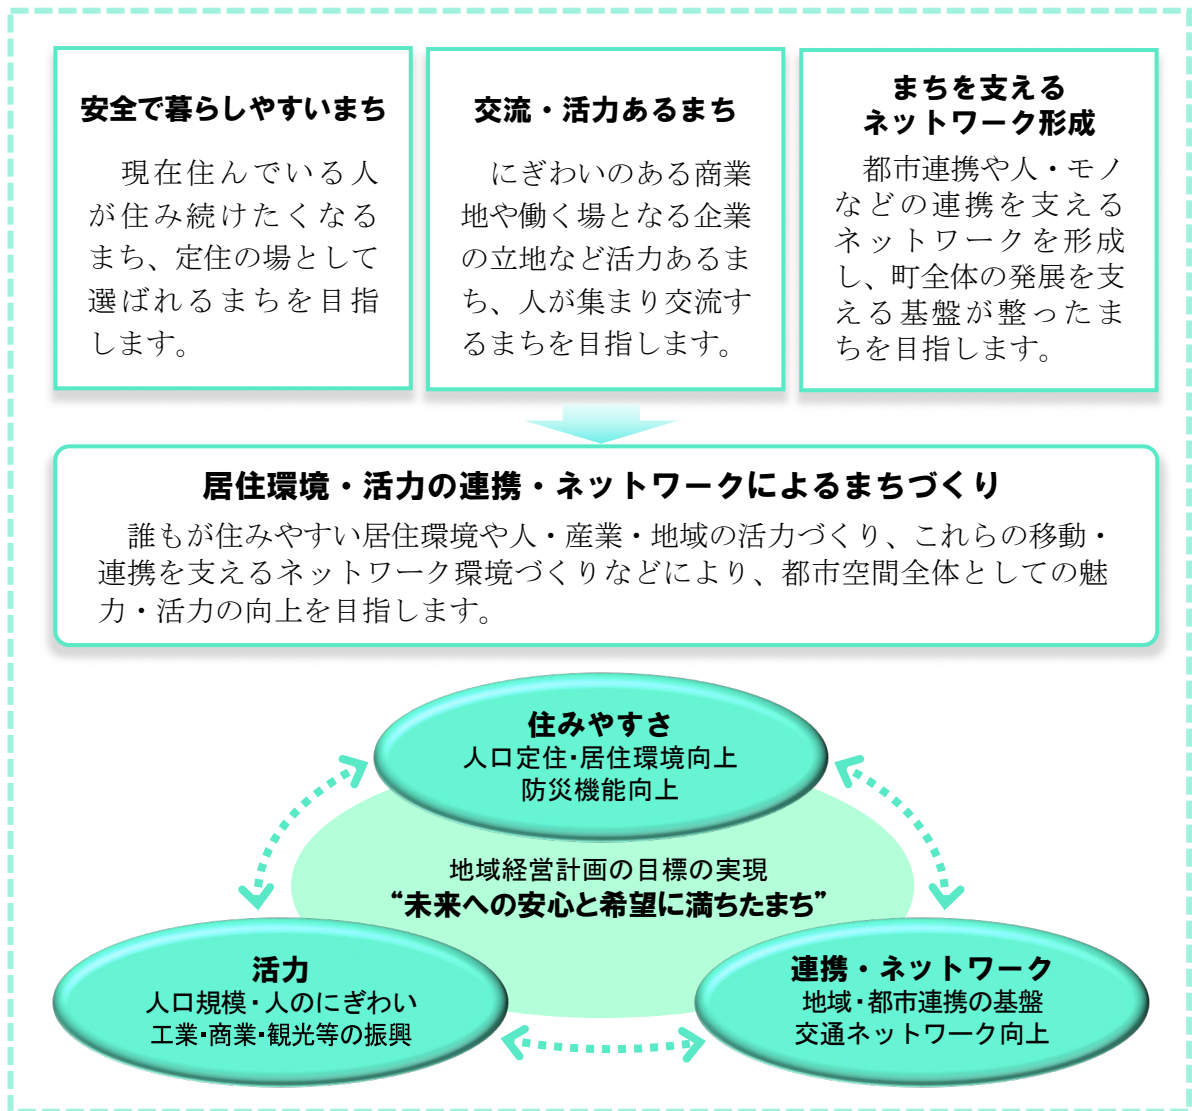 安全で暮らしやすいまち
現在住んでいる人
が住み続けたくなる
まち、定住の場として
選ばれるまちを目指
します。
交流・活力あるまち
にぎわいのある商業
地や働く場となる企業
の立地など活力あるま
ち、人が集まり交流す
るまちを目指します。
まちを支える
ネットワーク形成
都市連携や人・モノ
などの連携を支える
ネットワークを形成
し、町全体の発展を支
える基盤が整ったま
ちを目指します。
居住環境・活力の連携・ネットワークによるまちづくり
誰もが住みやすい居住環境や人・産業・地域の活力づくり、これらの移動・
連携を支えるネットワーク環境づくりなどにより、都市空間全体としての魅
力・活力の向上を目指します。
住みやすさ
人口定住・居住環境向上
防災機能向上
地域経営計画の目標の実現
“未来への安心と希望に満ちたまち”
活力
人口規模・人のにぎわい
工業・商業・観光等の振興
連携・ネットワーク
地域・都市連携の基盤
交通ネットワーク向上